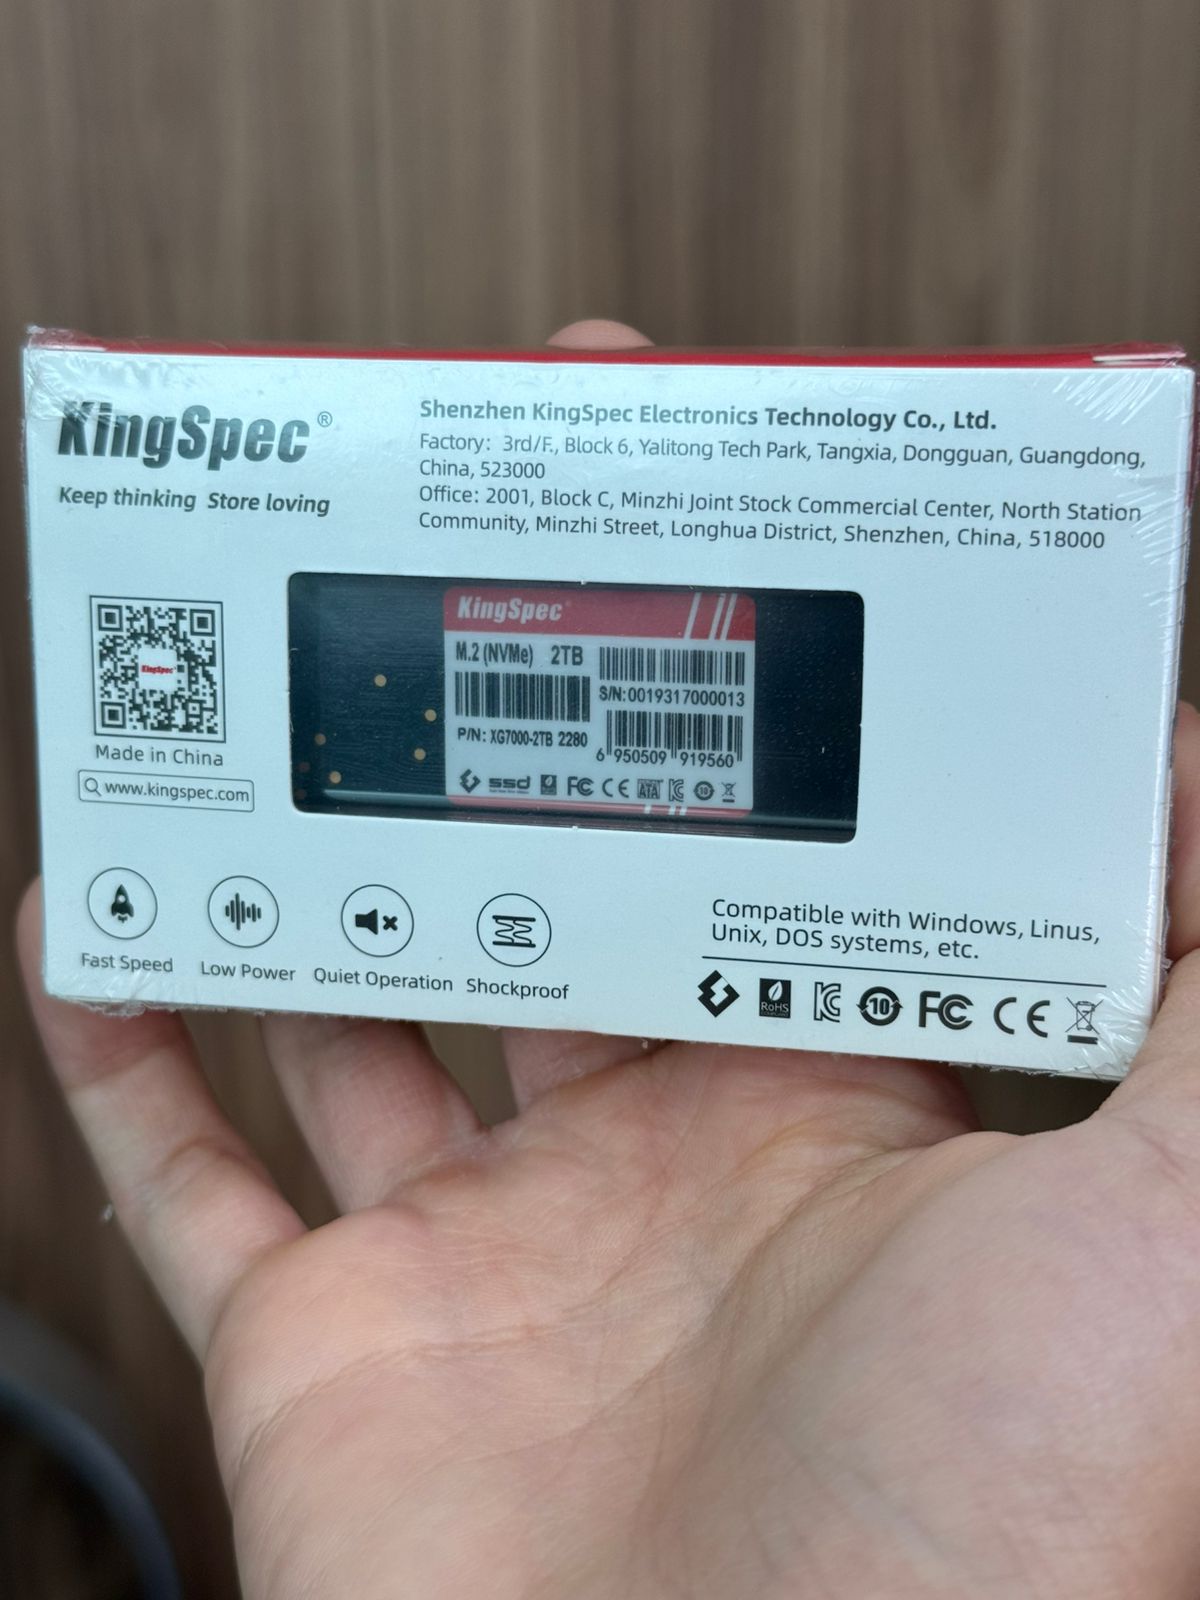 KingSpec®
Keep thinking Store loving
Shenzhen KingSpec Electronics Technology Co., Ltd.
Factory: 3rd/F., Block 6, Yalitong Tech Park, Tangxia, Dongguan, Guangdong,
China, 523000
Office: 2001, Block C, Minzhi Joint Stock Commercial Center, North Station
Community, Minzhi Street, Longhua District, Shenzhen, China, 518000
KingSpec
Made in China
www.kingspec.com
KingSpec
M.2 (NVMe) 2TB
S/N:0019317000013
P/N: XG7000-2TB 2280
6 950509 919560
ssd FC CE SATA 10
Fast Speed
Low Power
Quiet Operation
Shockproof
Compatible with Windows, Linus,
Unix, DOS systems, etc.
RoHS 10 FC CE